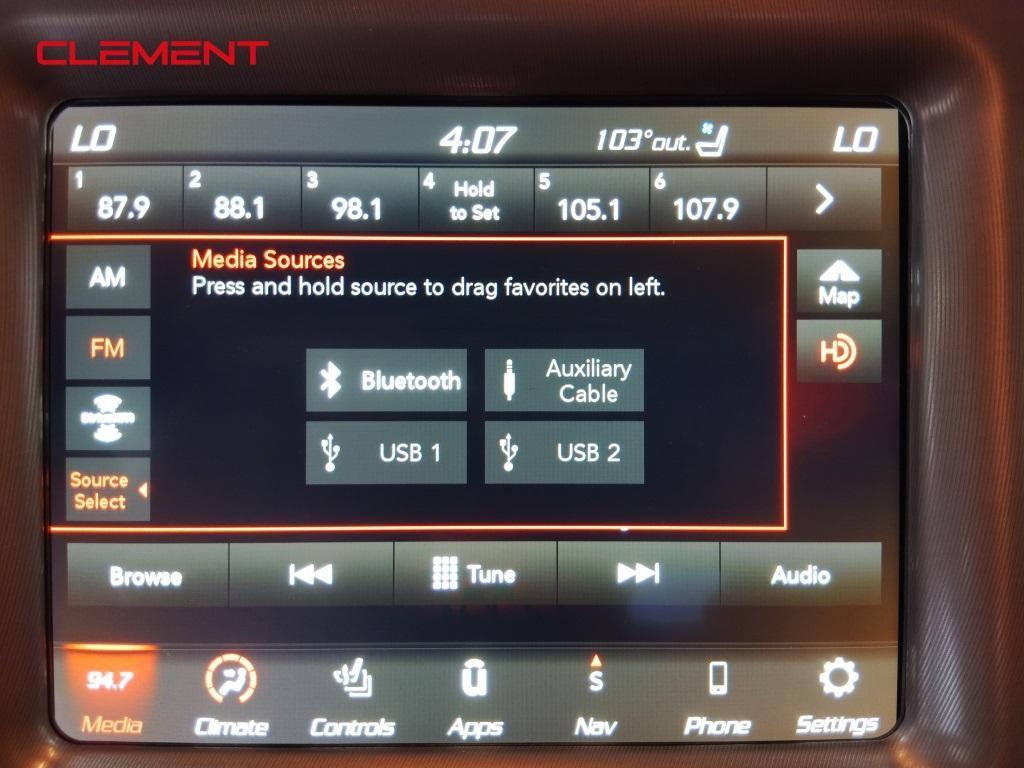 CLEMENT
LO 4:07 103°out. LO
1 87.9 2 88.1 3 98.1 4 Hold to Set 5 105.1 6 107.9
AM
Media Sources
Press and hold source to drag favorites on left.
Map
FM
HD
Bluetooth
Auxiliary
Cable
USB 1
USB 2
Source
Select
Browse
Tune
Audio
94.7
S
Media Climate Controls Apps Nav Phone Settings